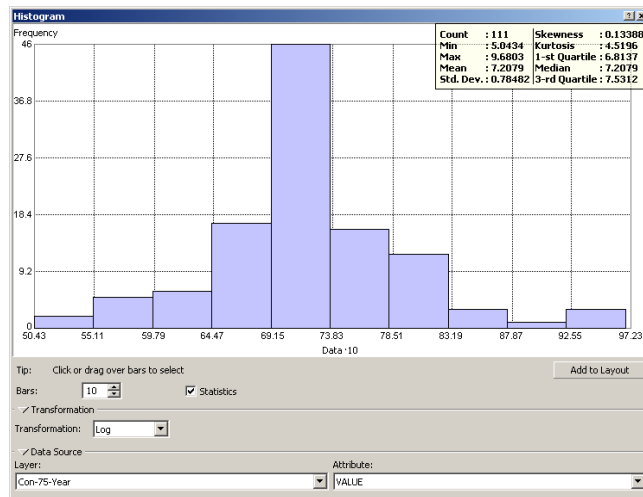 Histogram
Frequency
Count : 111 Skewness : 0.13388
Min : 5.0434 Kurtosis : 4.5196
Max : 9.6803 1-st Quartile : 6.8137
Mean : 7.2079 Median : 7.2079
Std. Dev. : 0.78482 3-rd Quartile : 7.5312
46
36.8
27.6
18.4
9.2
0
50.43 55.11 59.79 64.47 69.15 73.83 78.51 83.19 87.87 92.55 97.23
Data ·10
Tip: Click or drag over bars to select
Add to Layout
Bars: 10 Statistics
Transformation
Transformation: Log
Data Source
Layer: Attribute:
Con-75-Year VALUE